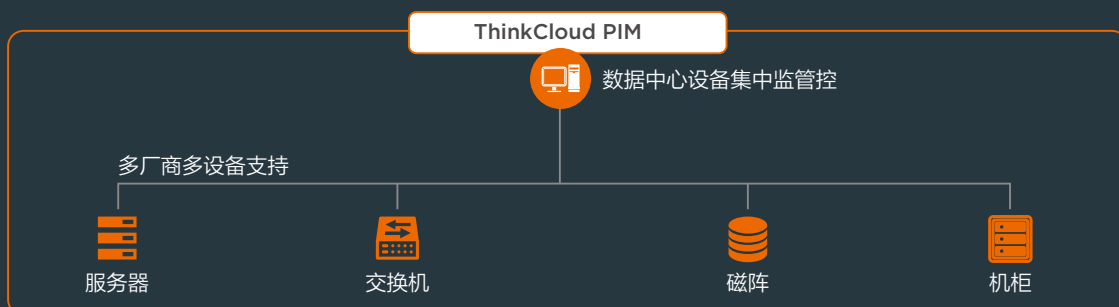 ThinkCloud PIM
数据中心设备集中监管控
多厂商多设备支持
服务器
交换机
磁阵
机柜